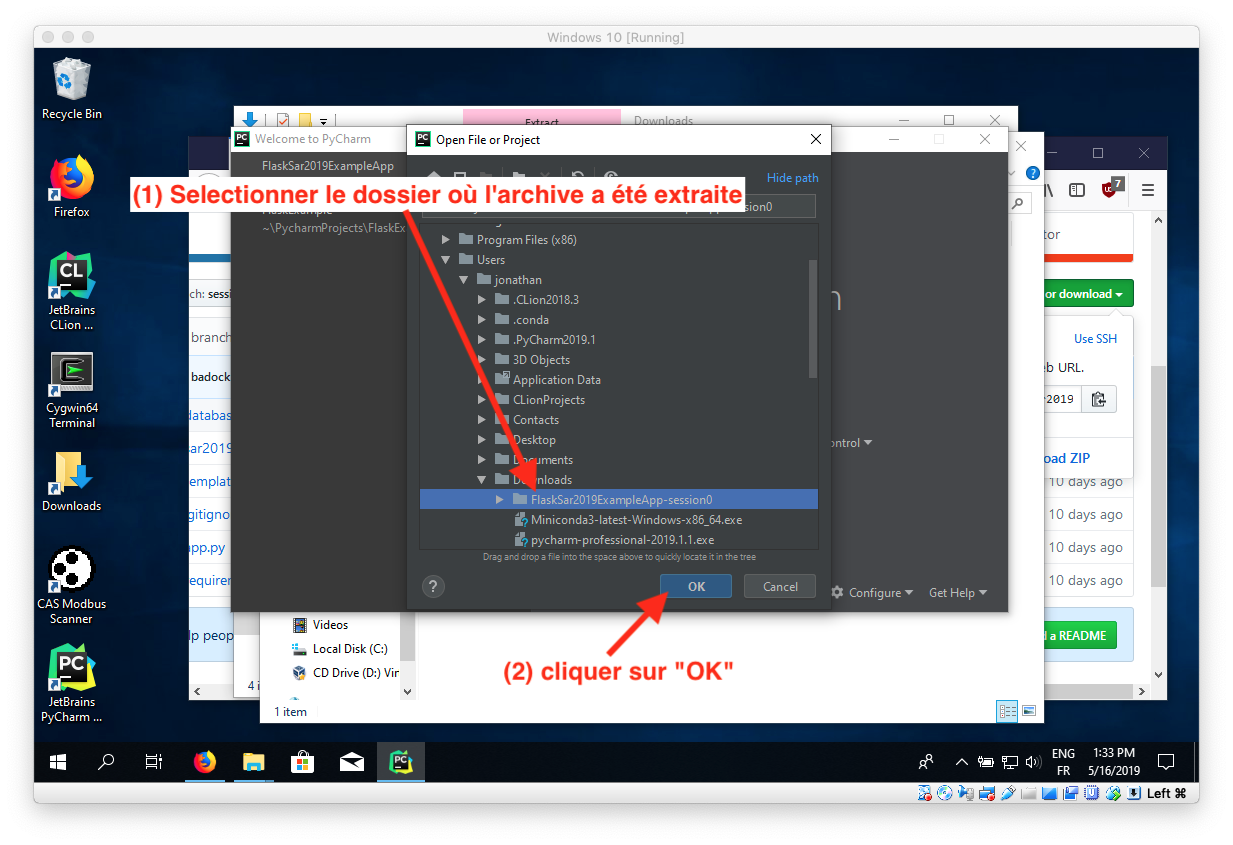 Windows 10 [Running]
Recycle Bin
Firefox
JetBrains
CLion ...
Cygwin64
Terminal
Downloads
CAS Modbus
Scanner
JetBrains
PyCharm ...
Extract
Downloads
Welcome to PyCharm
FlaskSar2019ExampleApp
FlaskExample
~\PycharmProjects\FlaskEx
Open File or Project
Hide path
(1) Selectionner le dossier où l'archive a été extraite
Program Files (x86)
Users
jonathan
.CLion2018.3
.conda
.PyCharm2019.1
3D Objects
Application Data
CLionProjects
Contacts
Desktop
Documents
Downloads
FlaskSar2019ExampleApp-session0
Miniconda3-latest-Windows-x86_64.exe
pycharm-professional-2019.1.1.exe
Drag and drop a file into the space above to quickly locate it in the tree
?
OK
Cancel
(2) cliquer sur "OK"
Configure
Get Help
ontrol
7
tor
or download
Use SSH
eb URL.
2019
oad ZIP
10 days ago
10 days ago
10 days ago
10 days ago
d a README
ch: sessi
branch
badock
databas
sar2019
templat
gitigno
app.py
equirer
lp peop
Videos
Local Disk (C:)
CD Drive (D:) Vir
4 i
1 item
ENG
FR
1:33 PM
5/16/2019
Left ⌘